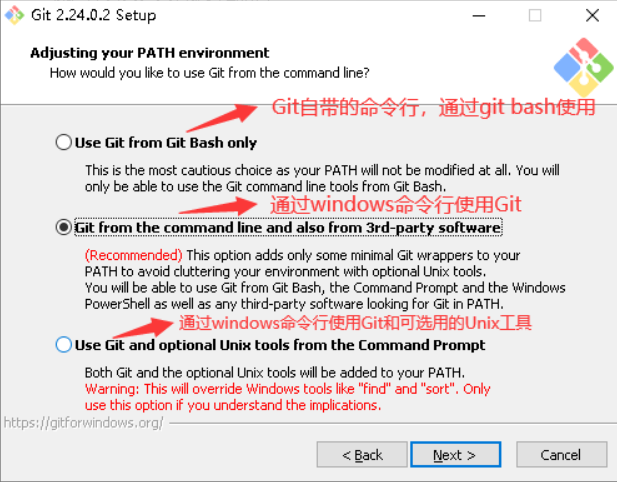 Git 2.24.0.2 Setup
Adjusting your PATH environment
How would you like to use Git from the command line?
Git自带的命令行，通过git bash使用
Use Git from Git Bash only
This is the most cautious choice as your PATH will not be modified at all. You will
only be able to use the Git command line tools from Git Bash.
通过windows命令行使用Git
Git from the command line and also from 3rd-party software
(Recommended) This option adds only some minimal Git wrappers to your
PATH to avoid cluttering your environment with optional Unix tools.
You will be able to use Git from Git Bash, the Command Prompt and the Windows
PowerShell as well as any third-party software looking for Git in PATH.
通过windows命令行使用Git和可选用的Unix工具
Use Git and optional Unix tools from the Command Prompt
Both Git and the optional Unix tools will be added to your PATH.
Warning: This will override Windows tools like "find" and "sort". Only
use this option if you understand the implications.
https://gitforwindows.org/
< Back
Next >
Cancel